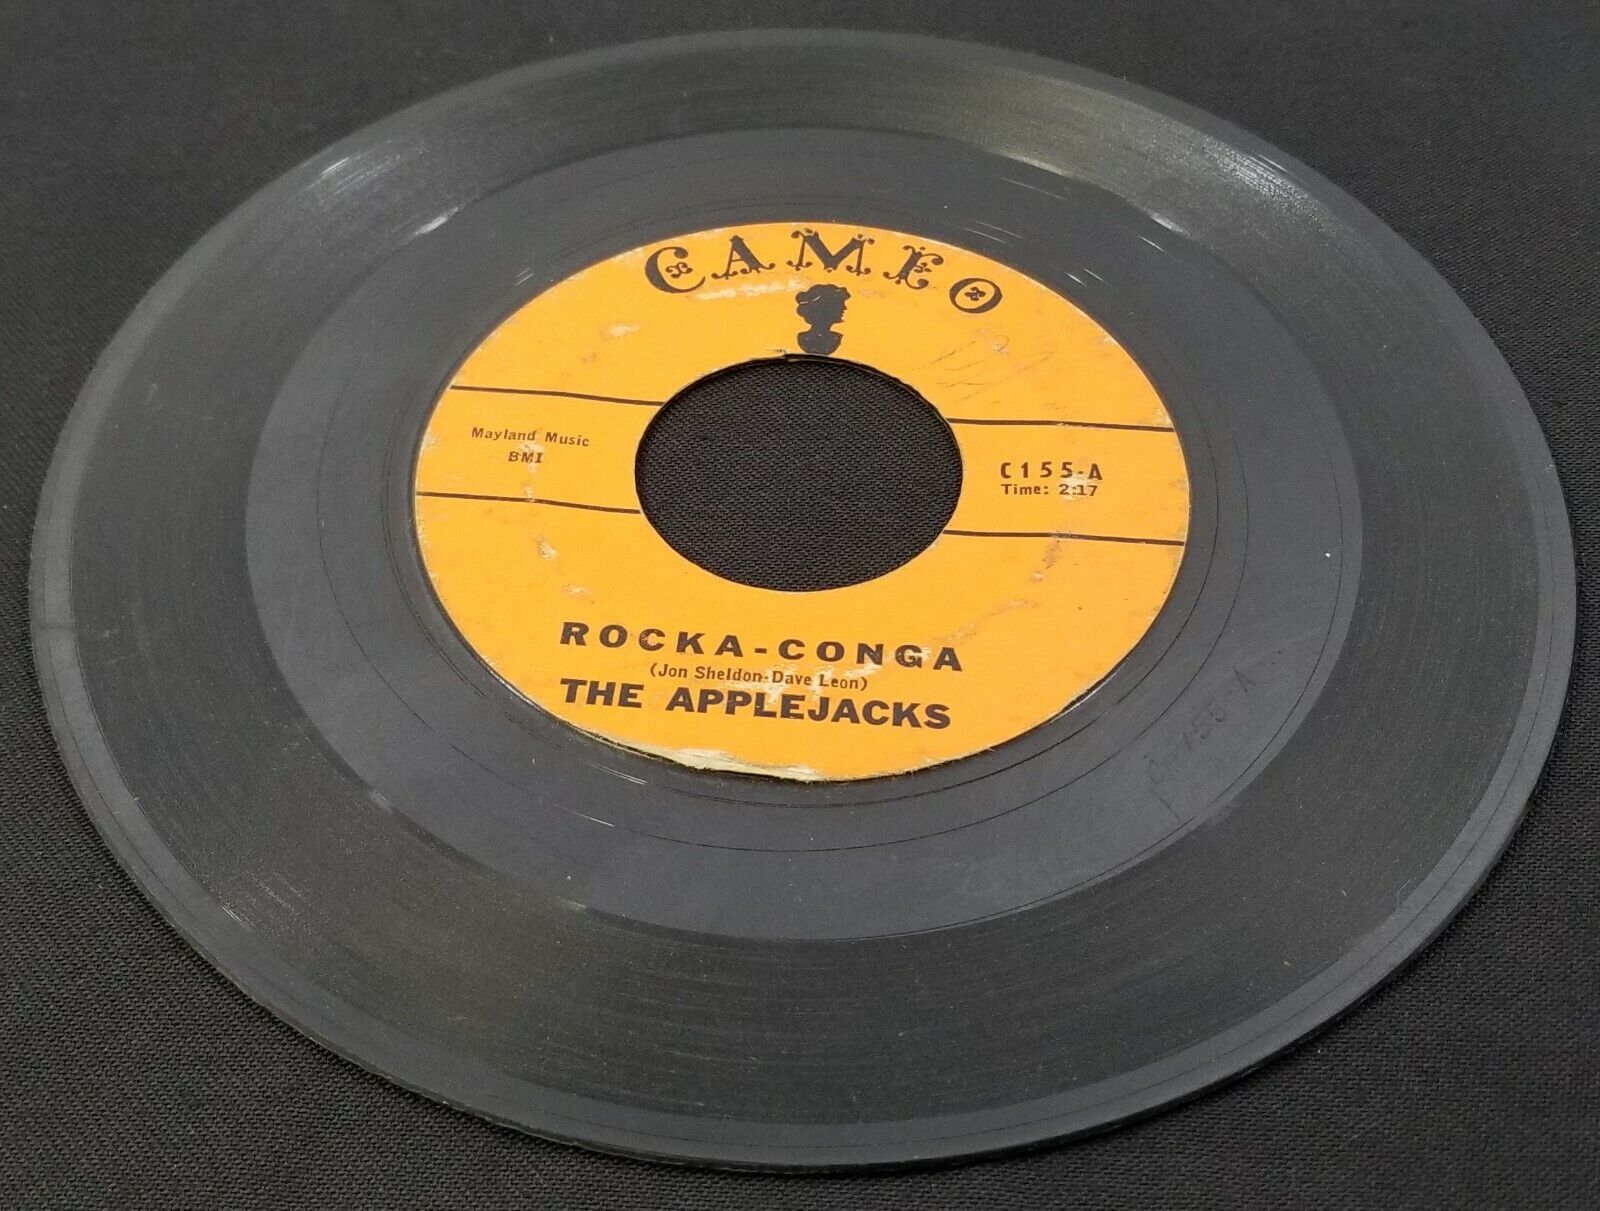 CAMEO
Mayland Music
BMI
C155-A
Time: 2:17
ROCKA-CONGA
(Jon Sheldon-Dave Leon)
THE APPLEJACKS